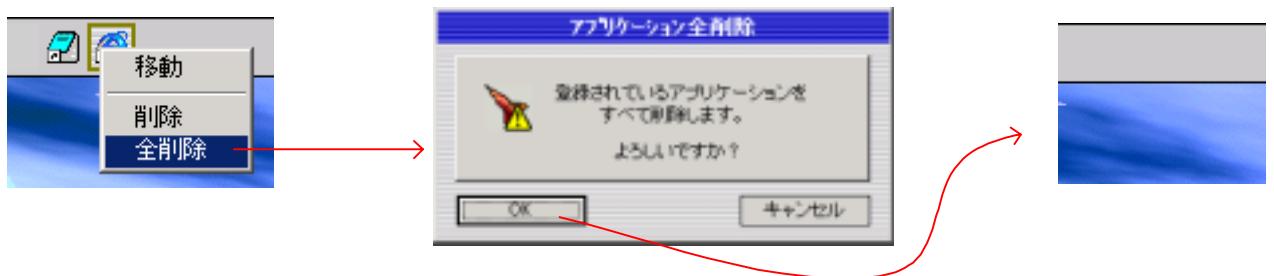 移動
削除
全削除
アプリケーション全削除
登録されているアプリケーションを
すべて削除します。
よろしいですか?
OK
キャンセル